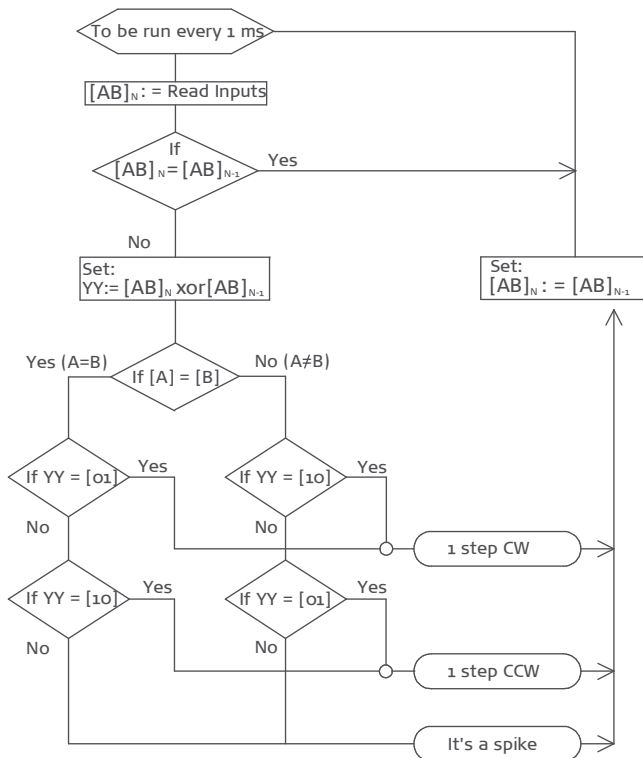 To be run every 1 ms
[AB]N : = Read Inputs
If
[AB]N = [AB]N-1
Yes
No
Set:
YY:= [AB]N xor[AB]N-1
Set:
[AB]N : = [AB]N-1
Yes (A=B)
If [A] = [B]
No (A≠B)
If YY = [01]
Yes
If YY = [10]
Yes
No
No
1 step CW
If YY = [10]
Yes
If YY = [01]
Yes
No
No
1 step CCW
It's a spike